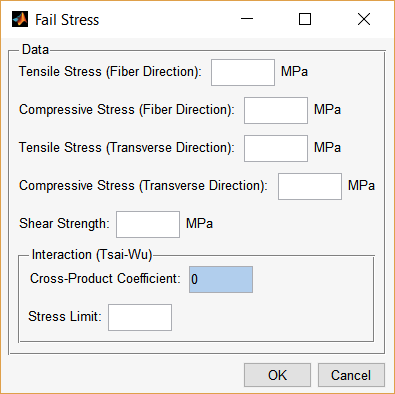 Fail Stress
Data
Tensile Stress (Fiber Direction): MPa
Compressive Stress (Fiber Direction): MPa
Tensile Stress (Transverse Direction): MPa
Compressive Stress (Transverse Direction): MPa
Shear Strength: MPa
Interaction (Tsai-Wu)
Cross-Product Coefficient: 0
Stress Limit:
OK Cancel